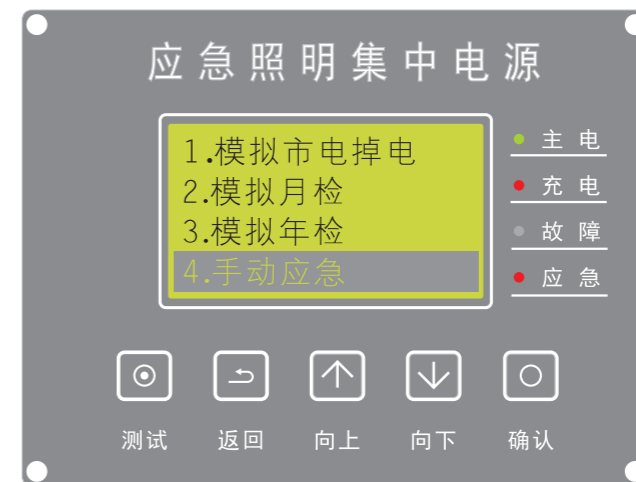 应急照明集中电源
1.模拟市电掉电
2.模拟月检
3.模拟年检
4.手动应急
主电
充电
故障
应急
测试 返回 向上 向下 确认